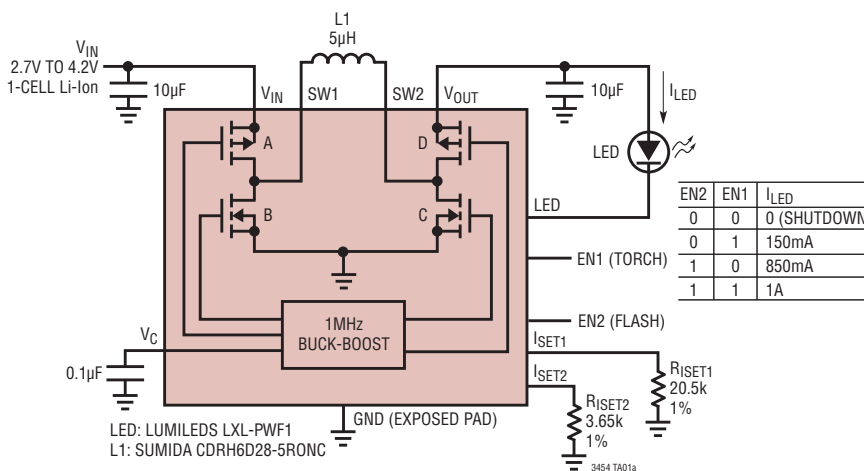 L1
5µH
VIN
2.7V TO 4.2V
1-CELL Li-Ion
10µF
VIN
SW1
SW2
VOUT
10µF
ILED
A
D
LED
B
C
LED
EN2 EN1 ILED
0 0 0 (SHUTDOWN
0 1 150mA
1 0 850mA
1 1 1A
EN1 (TORCH)
EN2 (FLASH)
1MHz
BUCK-BOOST
VC
0.1µF
ISET1
ISET2
RISET1
20.5k
1%
RISET2
3.65k
1%
GND (EXPOSED PAD)
LED: LUMILEDS LXL-PWF1
L1: SUMIDA CDRH6D28-5RONC
3454 TA01a